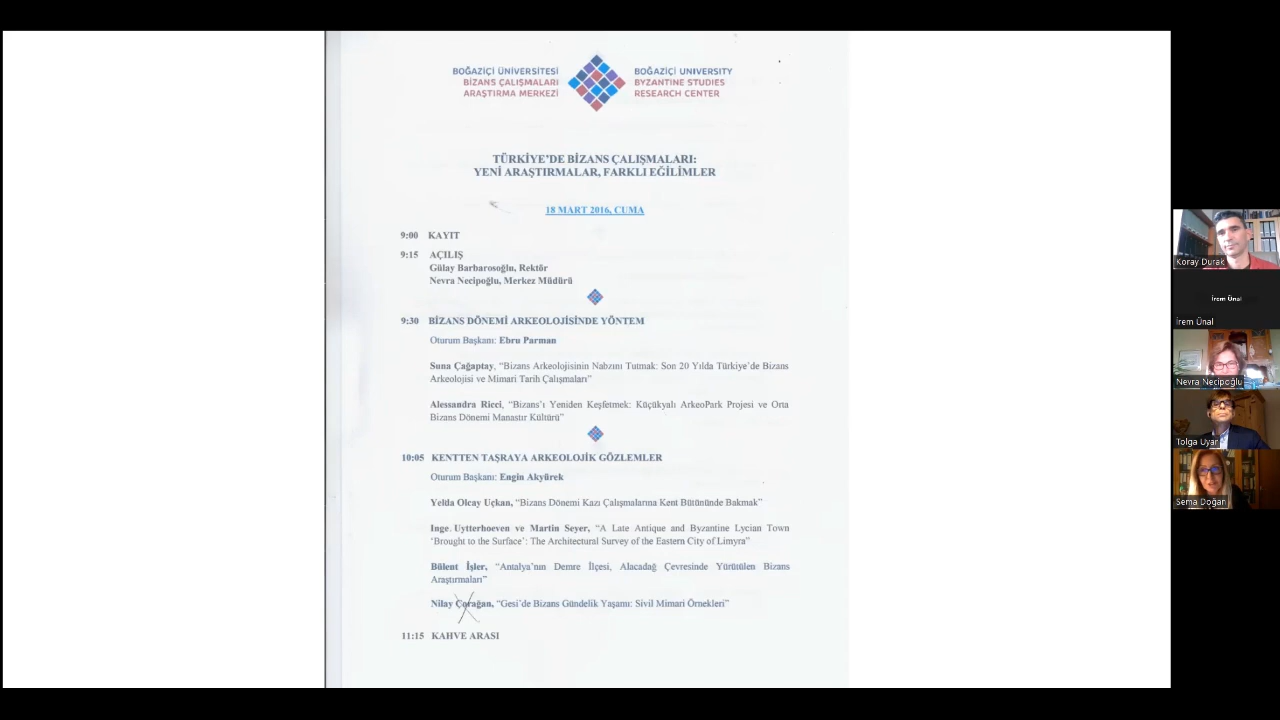 BOĞAZİÇİ ÜNİVERSİTESİ
BİZANS ÇALIŞMALARI
ARAŞTIRMA MERKEZİ
BOĞAZİÇİ UNIVERSITY
BYZANTINE STUDIES
RESEARCH CENTER
TÜRKİYE'DE BİZANS ÇALIŞMALARI:
YENİ ARAŞTIRMALAR, FARKLI EĞİLİMLER
18 MART 2016, CUMA
9:00 KAYIT
9:15 AÇILIŞ
Gülay Barbarosoğlu, Rektör
Nevra Necipoğlu, Merkez Müdürü
9:30 BİZANS DÖNEMİ ARKEOLOJİSİNDE YÖNTEM
Oturum Başkanı: Ebru Parman
Suna Çağaptay, “Bizans Arkeolojisinin Nabzını Tutmak: Son 20 Yılda Türkiye’de Bizans
Arkeolojisi ve Mimari Tarih Çalışmaları”
Alessandra Ricci, “Bizans’ı Yeniden Keşfetmek: Küçükyalı ArkeoPark Projesi ve Orta
Bizans Dönemi Manastır Kültürü”
10:05 KENTTEN TAŞRAYA ARKEOLOJİK GÖZLEMLER
Oturum Başkanı: Engin Akyürek
Yelda Olcay Uçkan, “Bizans Dönemi Kazı Çalışmalarına Kent Bütününde Bakmak”
Inge Uytterhoeven ve Martin Seyer, “A Late Antique and Byzantine Lycian Town
‘Brought to the Surface’: The Architectural Survey of the Eastern City of Limyra”
Bülent İşler, “Antalya’nın Demre İlçesi, Alacadağ Çevresinde Yürütülen Bizans
Araştırmaları”
Nilay Çorağan, “Gesi’de Bizans Gündelik Yaşamı: Sivil Mimari Örnekleri”
11:15 KAHVE ARASI
Koray Durak
İrem Ünal
İrem Ünal
Nevra Necipoğlu
Tolga Uyar
Sema Doğan